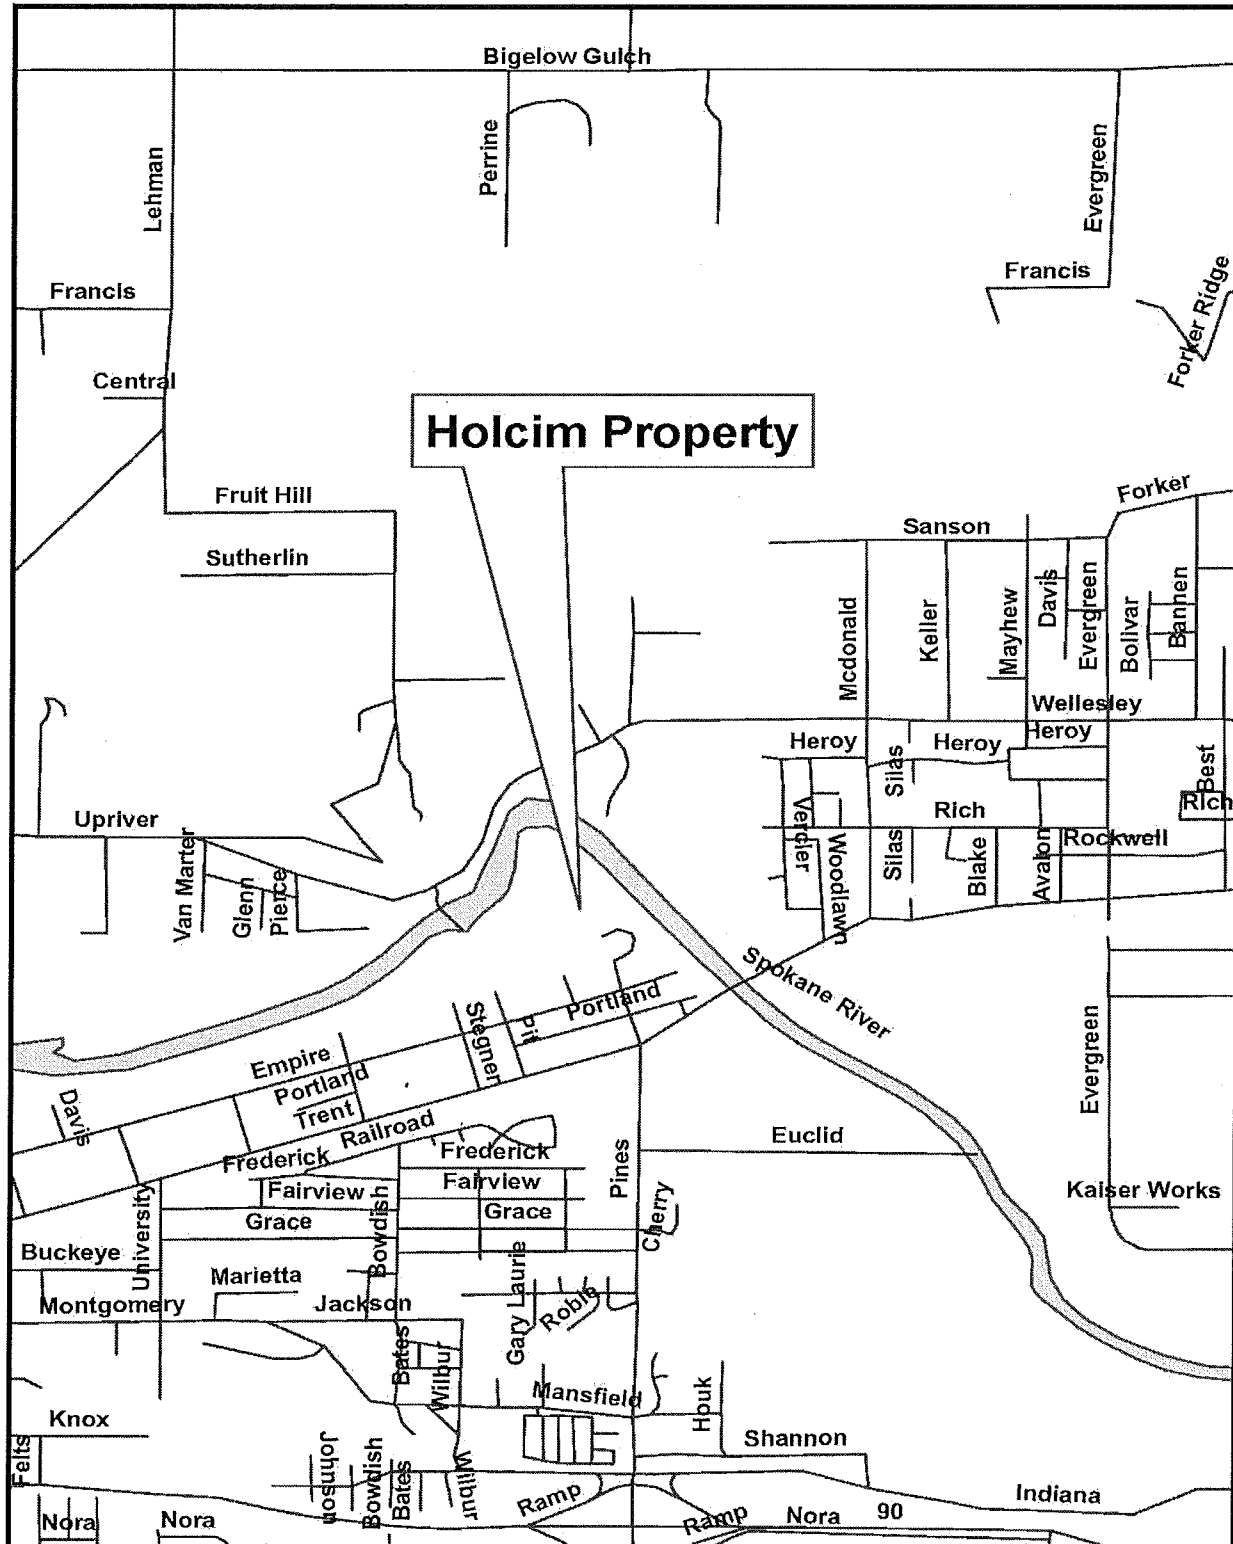 Bigelow Gulch
Lehman
Perrine
Evergreen
Francis
Francis
Forker Ridge
Central
Holcim Property
Fruit Hill
Forker
Sanson
Sutherlin
Mcdonald
Keller
Mayhew
Davis
Evergreen
Bolivar
Bannen
Wellesley
Heroy
Heroy
Heroy
Silas
Best
Rich
Rich
Upriver
Vercler
Woodlawn
Silas
Blake
Avalon
Rockwell
Van Marter
Glenn
Pierce
Spokane River
Portland
Stegner
Pit
Empire
Portland
Trent
Davis
Railroad
Evergreen
Euclid
Frederick
Frederick
Fairview
Fairview
Grace
Grace
Pines
Cherry
Kaiser Works
University
Bowdish
Buckeye
Marietta
Montgomery
Jackson
Gary Laurie
Roble
Bates
Wilbur
Mansfield
Houk
Knox
Felts
Shannon
Johnson
Bowdish
Bates
Wilbur
Ramp
Indiana
Nora
Nora
Ramp
Nora
90